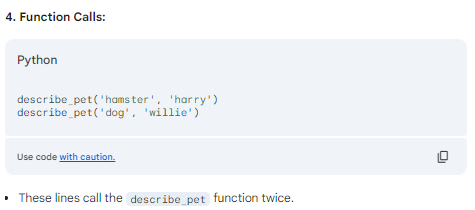 4. Function Calls:
Python
describe_pet('hamster', 'harry')
describe_pet('dog', 'willie')
Use code with caution.
• These lines call the describe_pet function twice.